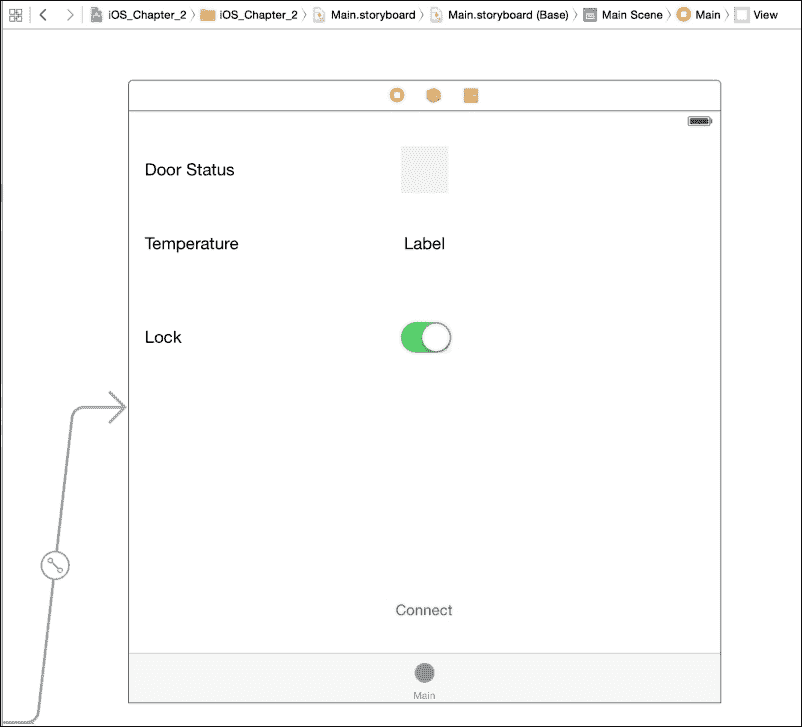 iOS_Chapter_2 iOS_Chapter_2 Main.storyboard Main.storyboard (Base) Main Scene Main View
Door Status
Temperature Label
Lock
Connect
Main